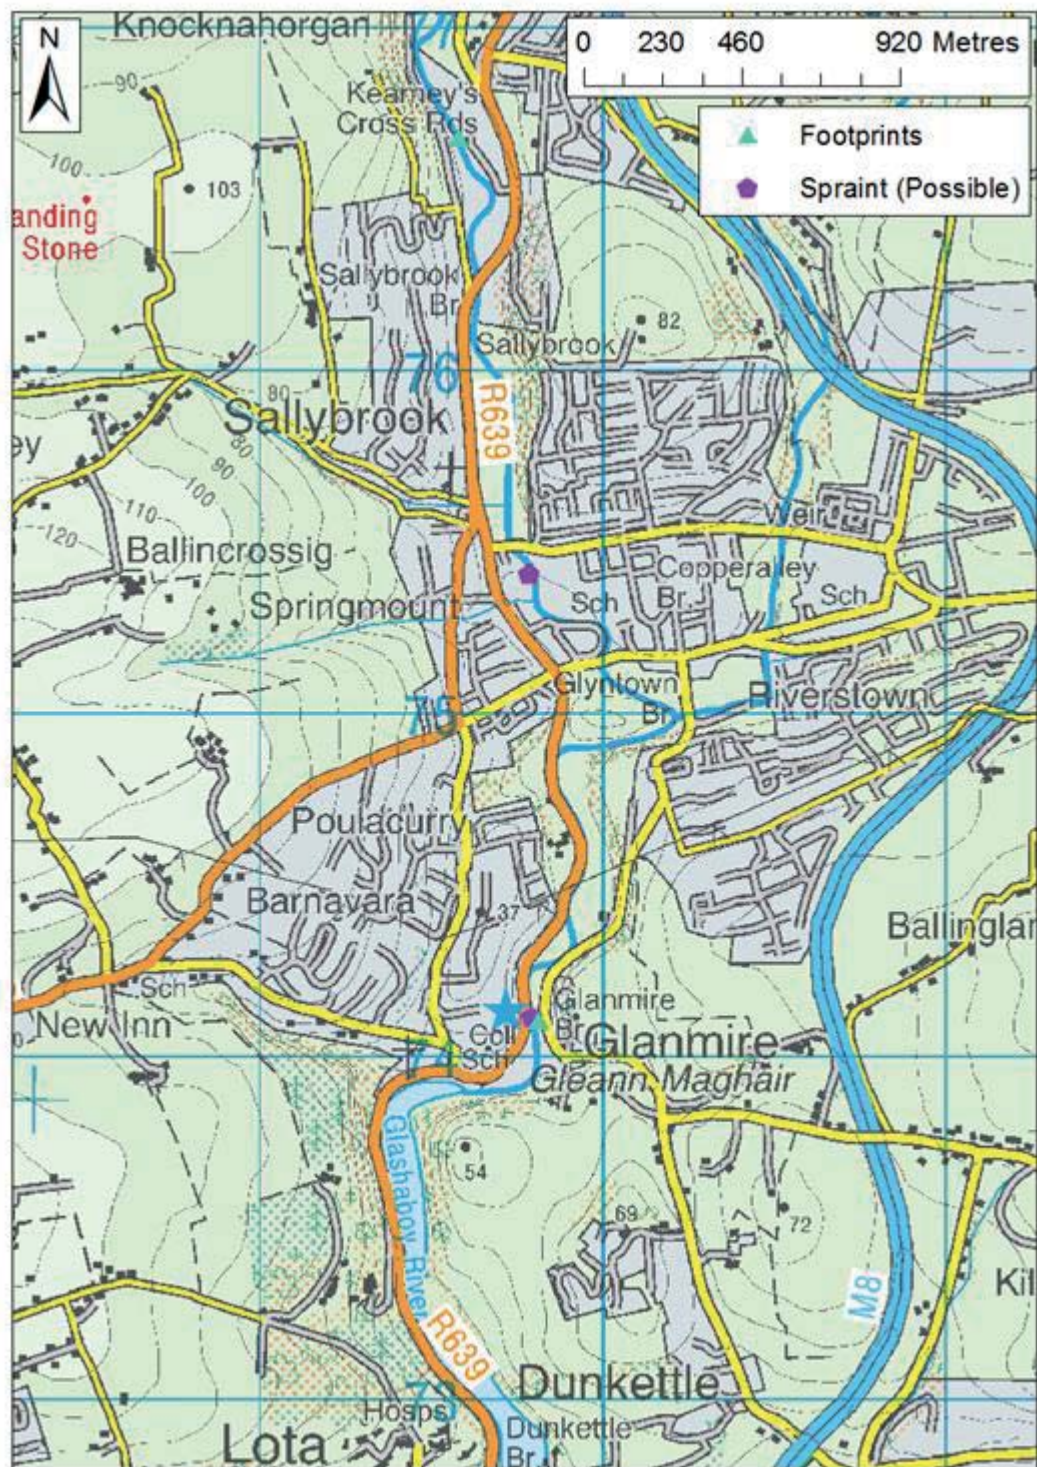 Knocknahorgan
N
0 230 460 920 Metres
Footprints
Spraint (Possible)
Kearney's
Cross Rds
90
100
103
anding
Stone
Sallybrook
Br
82
Sallybrook
76
80
Sallybrook
R639
ey
80
90
100
110
120
Ballincrossig
Weir
Copperalley
Br
Sch
Sch
Springmount
Glyntown
Br
Riverstown
75
Poulacurry
Barnavara
37
Ballinglan
Sch
New Inn
Glanmire
Br
Coll
Sch
Glanmire
74
Gleann Maghair
Glashaboy River
54
69
72
Kil
M8
R639
Dunkettle
73
Hosps
Dunkettle
Br
Lota